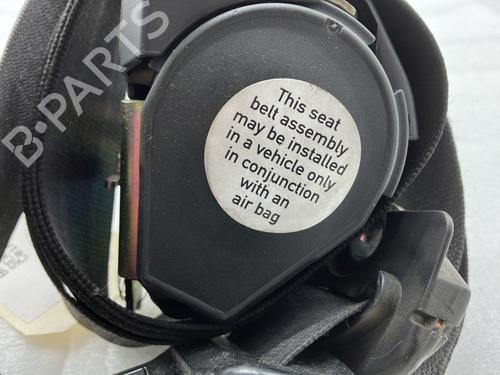 B-PARTS
This seat
belt assembly
may be installed
in a vehicle only
in conjunction
with an
air bag